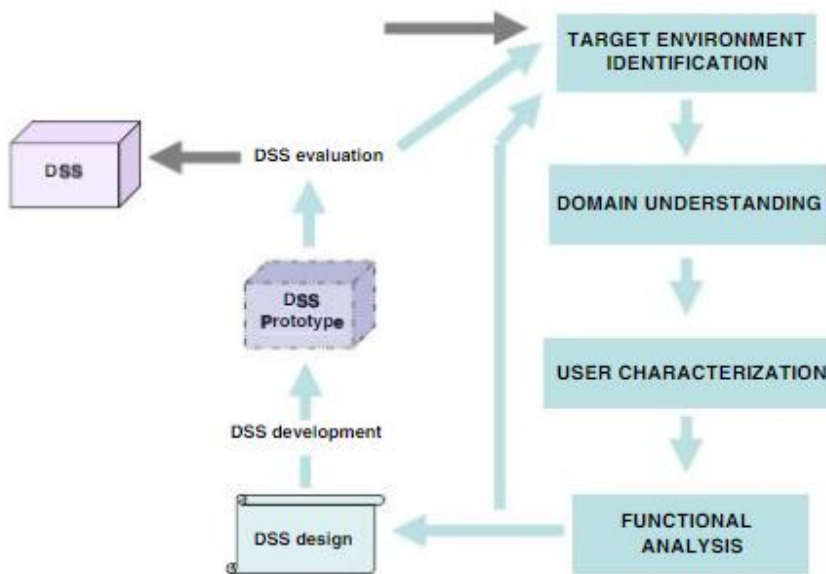 TARGET ENVIRONMENT
IDENTIFICATION
DSS evaluation
DSS
DOMAIN UNDERSTANDING
DSS
Prototype
USER CHARACTERIZATION
DSS development
FUNCTIONAL
ANALYSIS
DSS design